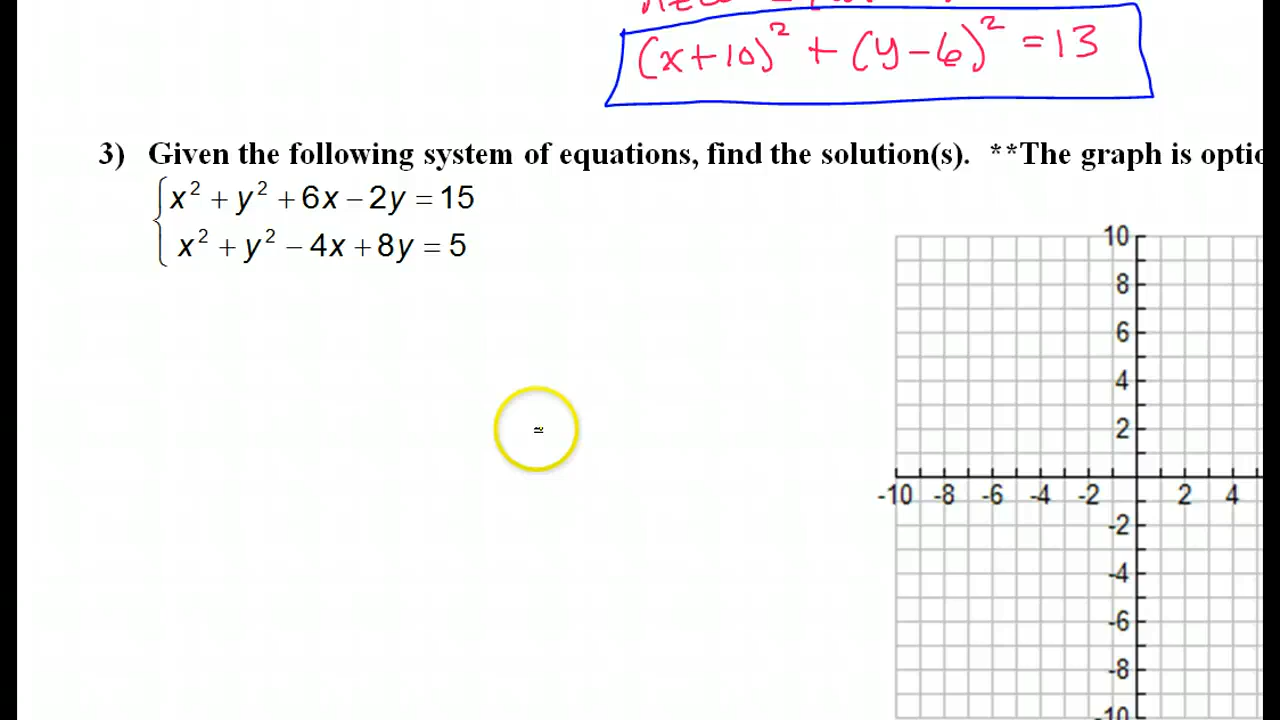 (x+10)² + (y-6)² = 13
3) Given the following system of equations, find the solution(s). **The graph is
x² + y² + 6x − 2y = 15
x² + y² − 4x + 8y = 5
10
8
6
4
2
-10 -8 -6 -4 -2 2 4
-2
-4
-6
-8
-10